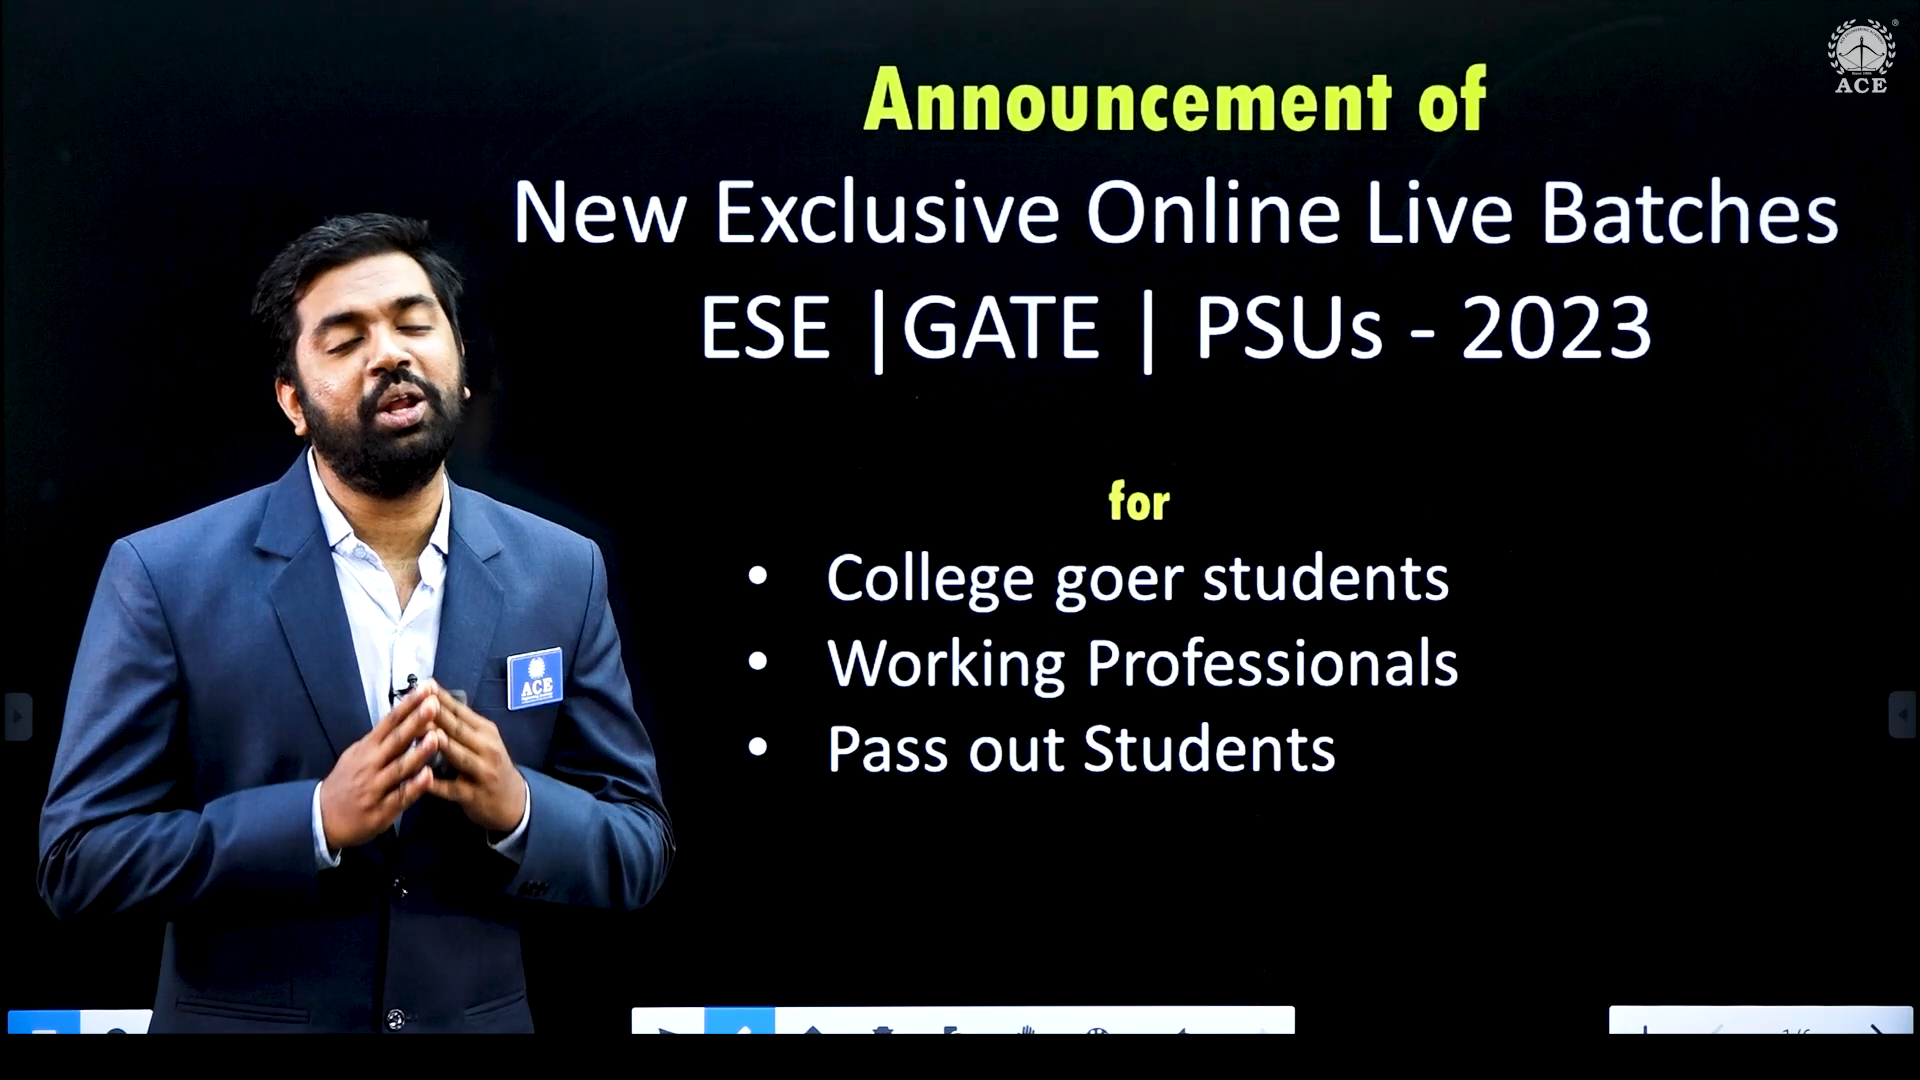 Announcement of
New Exclusive Online Live Batches
ESE | GATE | PSUs - 2023
for
• College goer students
• Working Professionals
• Pass out Students
ACE
ACE